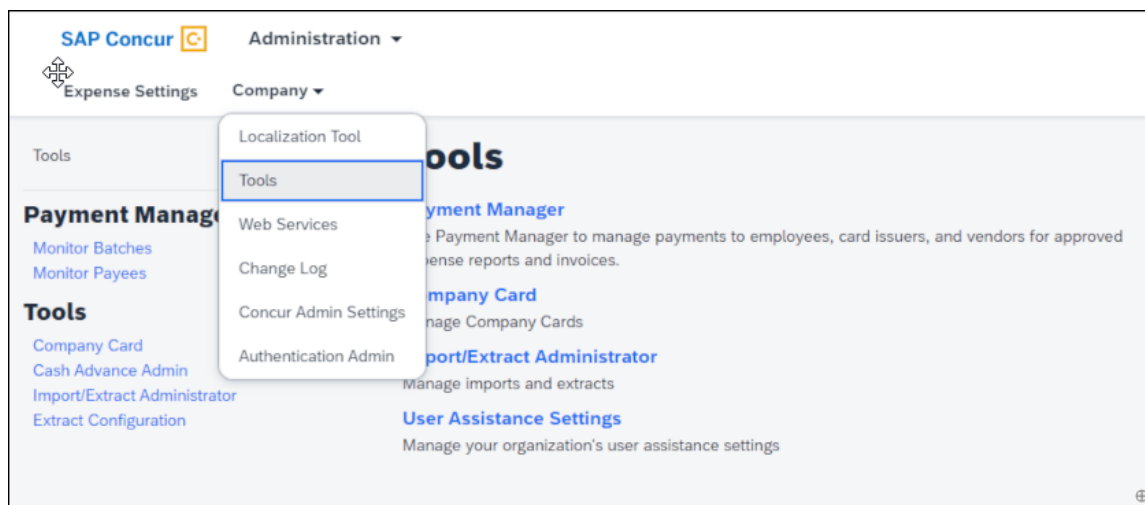 SAP Concur C Administration
Expense Settings Company
Localization Tool
Tools
Web Services
Change Log
Concur Admin Settings
Authentication Admin
Tools
Payment
Monitor Batches
Monitor Payees
Tools
Company Card
Cash Advance Admin
Import/Extract Administrator
Extract Configuration
ools
yment Manager
e Payment Manager to manage payments to employees, card issuers, and vendors for approved
ense reports and invoices.
mpany Card
nage Company Cards
port/Extract Administrator
Manage imports and extracts
User Assistance Settings
Manage your organization's user assistance settings